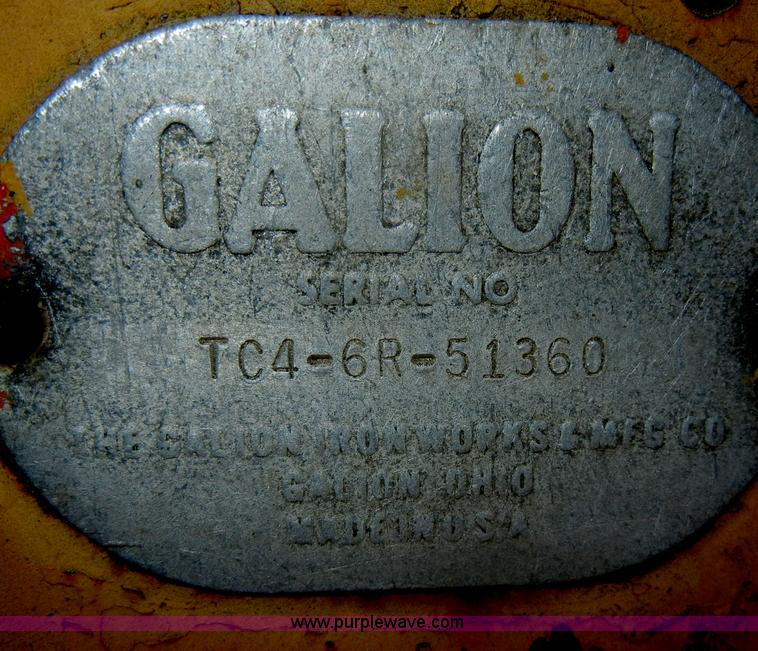 GALION
SERIAL NO
TC4-6R-51360
THE GALION IRON WORKS & MFG CO
GALION OHIO
MADE IN USA
www.purplewave.com